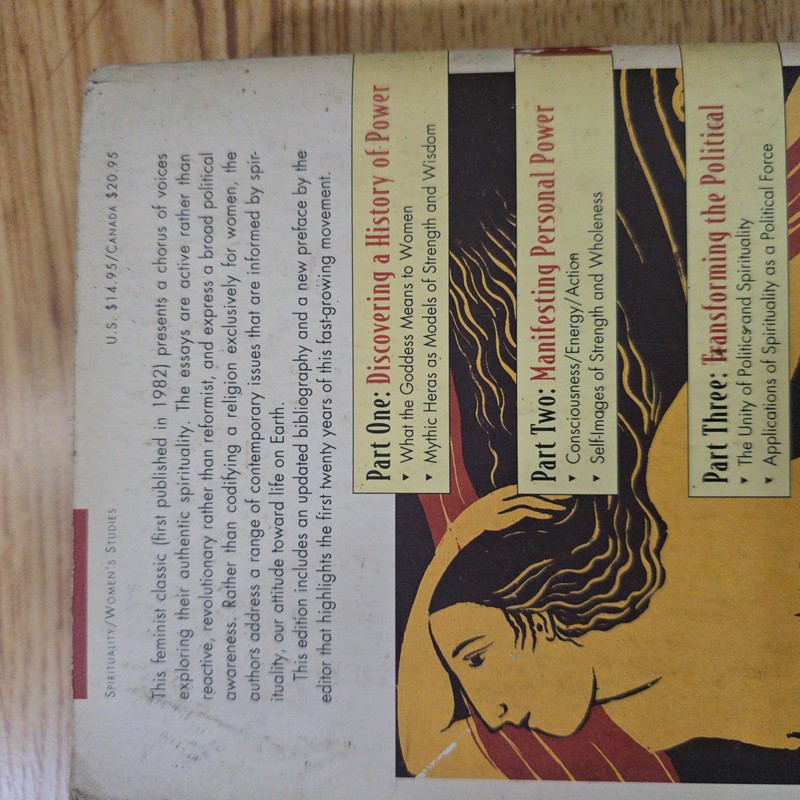 SPIRITUALITY/WOMEN'S STUDIES U.S. $14.95/CANADA $20.95
This feminist classic (first published in 1982) presents a chorus of voices
exploring their authentic spirituality. The essays are active rather than
reactive, revolutionary rather than reformist, and express a broad political
awareness. Rather than codifying a religion exclusively for women, the
authors address a range of contemporary issues that are informed by spir-
ituality, our attitude toward life on Earth.
This edition includes an updated bibliography and a new preface by the
editor that highlights the first twenty years of this fast-growing movement.
Part One: Discovering a History of Power
▼ What the Goddess Means to Women
▼ Mythic Heras as Models of Strength and Wisdom
Part Two: Manifesting Personal Power
▼ Consciousness/Energy/Action
▼ Self-Images of Strength and Wholeness
Part Three: Transforming the Political
▼ The Unity of Politics and Spirituality
▼ Applications of Spirituality as a Political Force